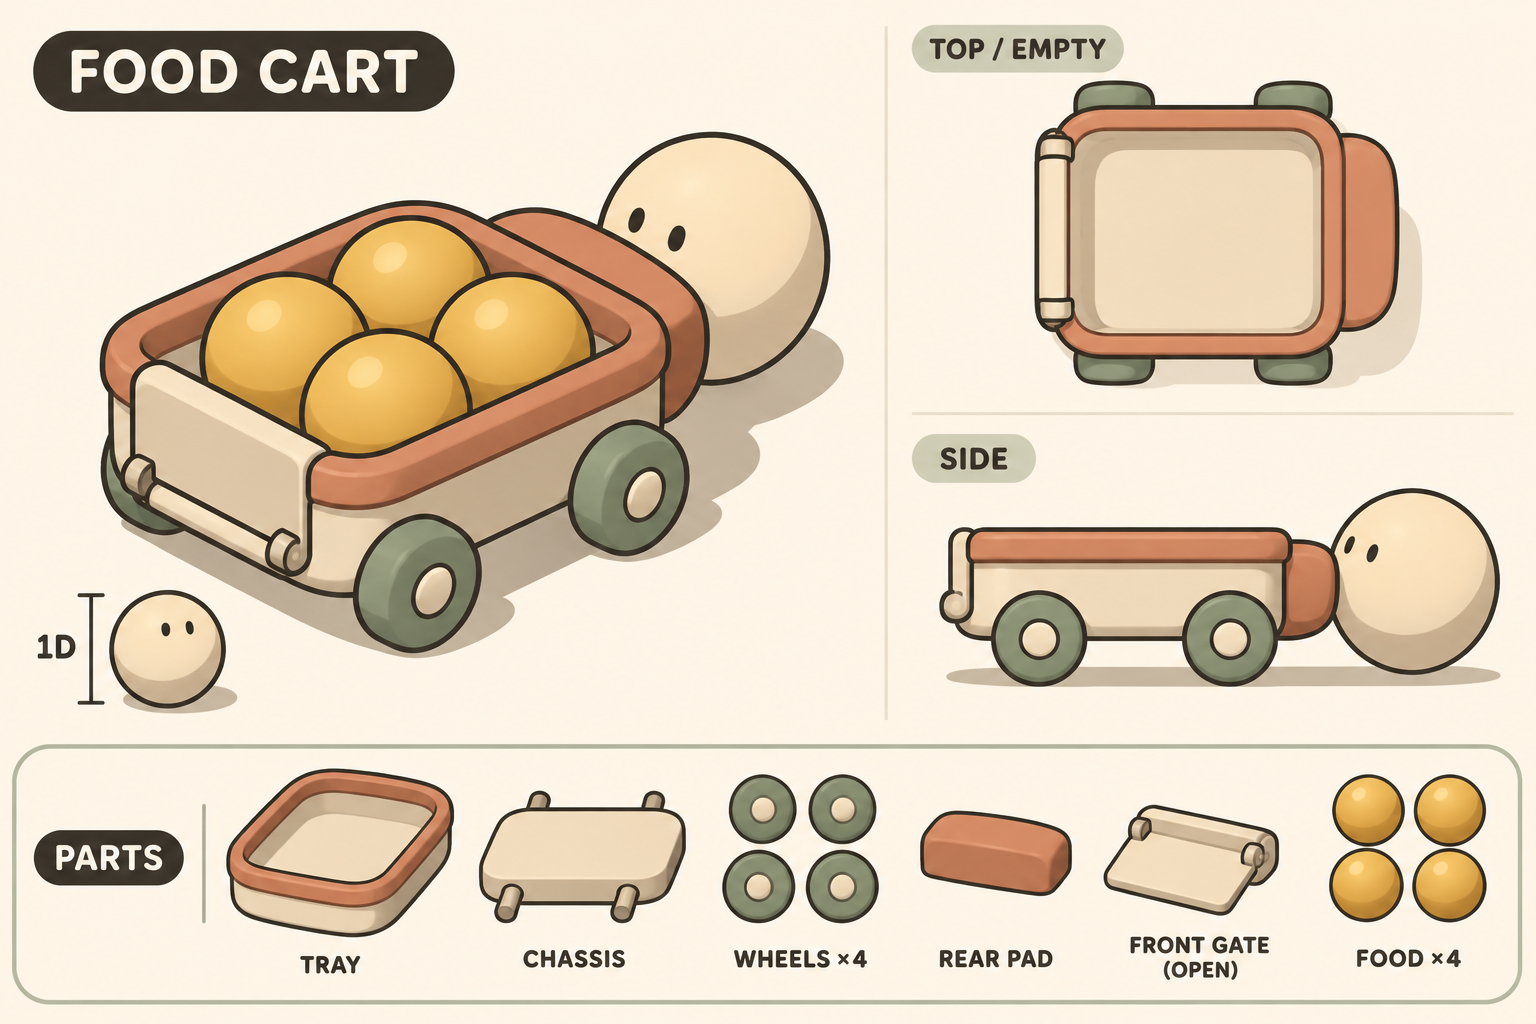 FOOD CART
TOP / EMPTY
SIDE
1D
PARTS
TRAY
CHASSIS
WHEELS ×4
REAR PAD
FRONT GATE
(OPEN)
FOOD ×4